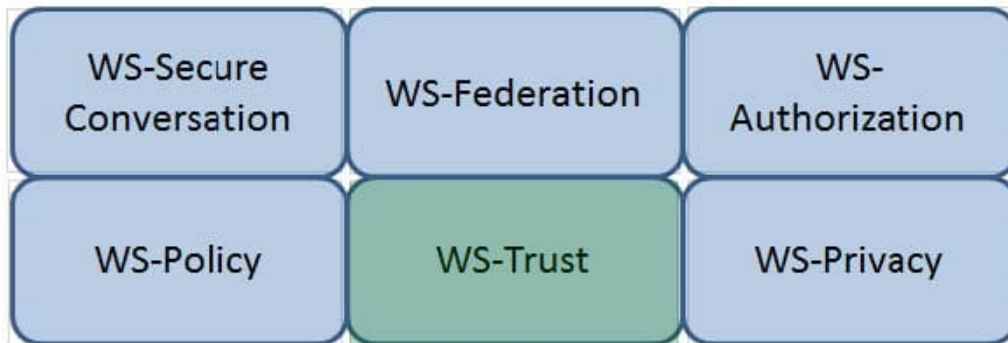 WS-Secure
Conversation
WS-Federation
WS-
Authorization
WS-Policy
WS-Trust
WS-Privacy